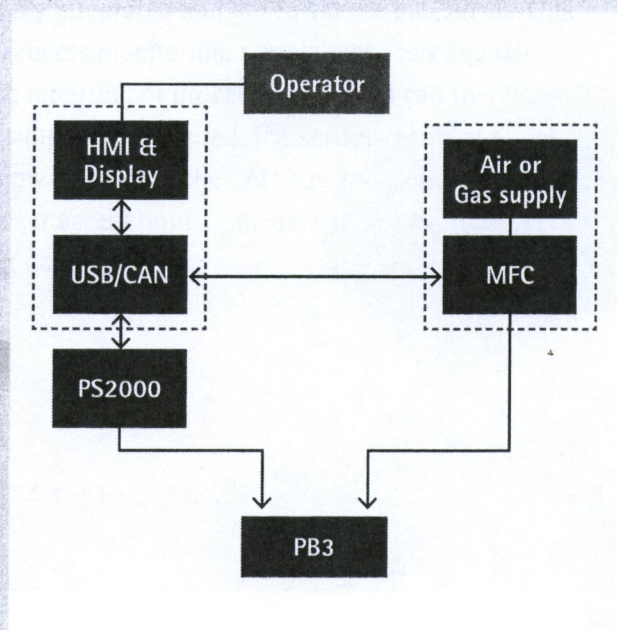 Operator
HMI &
Display
Air or
Gas supply
USB/CAN
MFC
PS2000
PB3